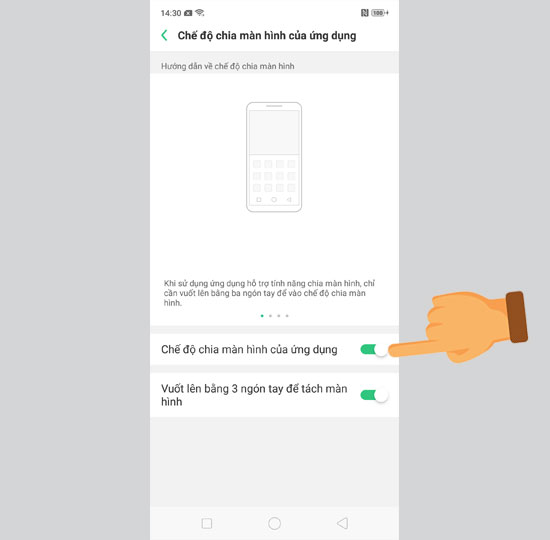 14:30
100
Chế độ chia màn hình của ứng dụng
Hướng dẫn về chế độ chia màn hình
Khi sử dụng ứng dụng hỗ trợ tính năng chia màn hình, chỉ
cần vuốt lên bằng ba ngón tay để vào chế độ chia màn
hình.
Chế độ chia màn hình của ứng dụng
Vuốt lên bằng 3 ngón tay để tách màn
hình